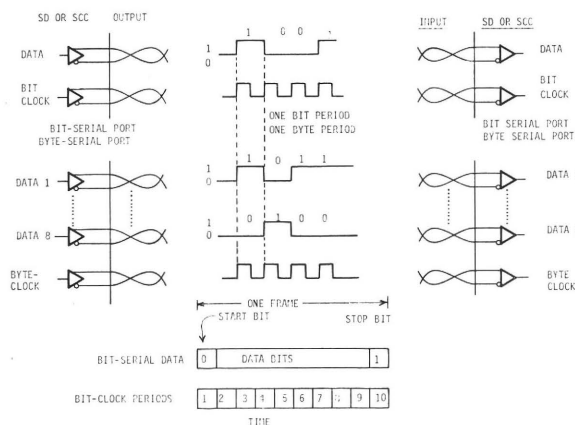 SD OR SCC OUTPUT
INPUT SD OR SCC
1 0 0
DATA
1
0
DATA
BIT
CLOCK
BIT
CLOCK
ONE BIT PERIOD
ONE BYTE PERIOD
BIT-SERIAL PORT
BYTE-SERIAL PORT
BIT SERIAL PORT
BYTE SERIAL PORT
1 0 1 1
DATA 1
1
0
DATA
0 1 0 0
DATA 8
1
0
DATA
BYTE-
CLOCK
BYTE
CLOCK
ONE FRAME
START BIT
STOP BIT
BIT-SERIAL DATA 0 DATA BITS 1
BIT-CLOCK PERIODS 1 2 3 4 5 6 7 8 9 10
TIME